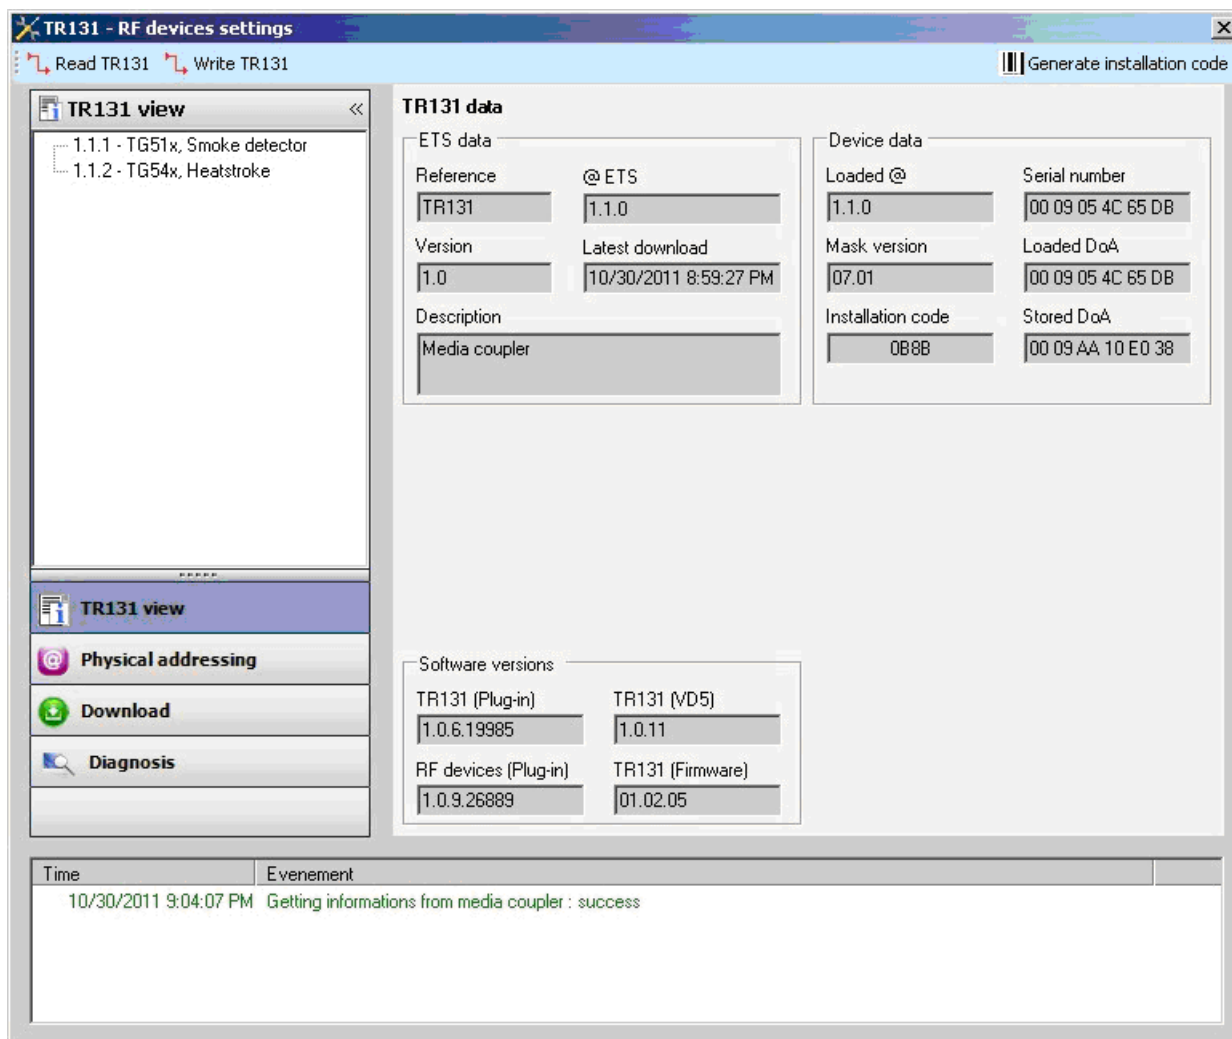 TR131 - RF devices settings
Read TR131 Write TR131 Generate installation code
TR131 view
1.1.1 - TG51x, Smoke detector
1.1.2 - TG54x, Heatstroke
TR131 view
Physical addressing
Download
Diagnosis
TR131 data
ETS data
Reference @ ETS
TR131 1.1.0
Version Latest download
1.0 10/30/2011 8:59:27 PM
Description
Media coupler
Device data
Loaded @ Serial number
1.1.0 00 09 05 4C 65 DB
Mask version Loaded DoA
07.01 00 09 05 4C 65 DB
Installation code Stored DoA
0B8B 00 09 AA 10 E0 38
Software versions
TR131 (Plug-in) TR131 (VD5)
1.0.6.19985 1.0.11
RF devices (Plug-in) TR131 (Firmware)
1.0.9.26889 01.02.05
Time Evenement
10/30/2011 9:04:07 PM Getting informations from media coupler : success